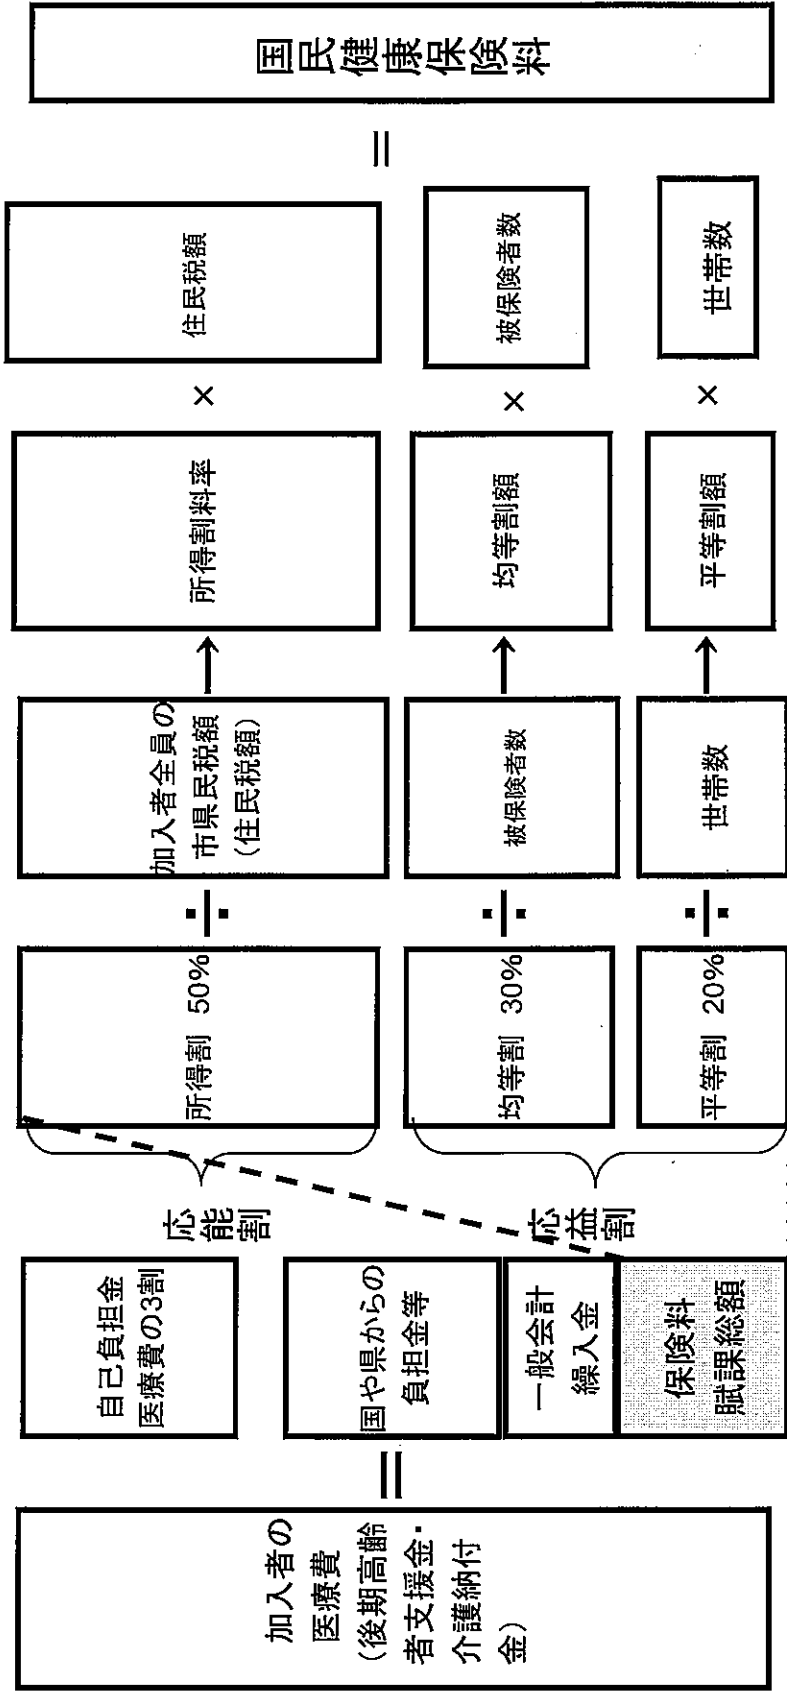 加入者の
医療費
(後期高齢
者支援金・
介護納付
金)
=
自己負担金
医療費の3割
国や県からの
負担金等
一般会計
繰入金
保険料
賦課総額
応能割
応益割
所得割 50%
÷
加入者全員の
市県民税額
(住民税額)
→
所得割料率
×
住民税額
均等割 30%
÷
被保険者数
→
均等割額
×
被保険者数
平等割 20%
÷
世帯数
→
平等割額
×
世帯数
=
国民健康保険料